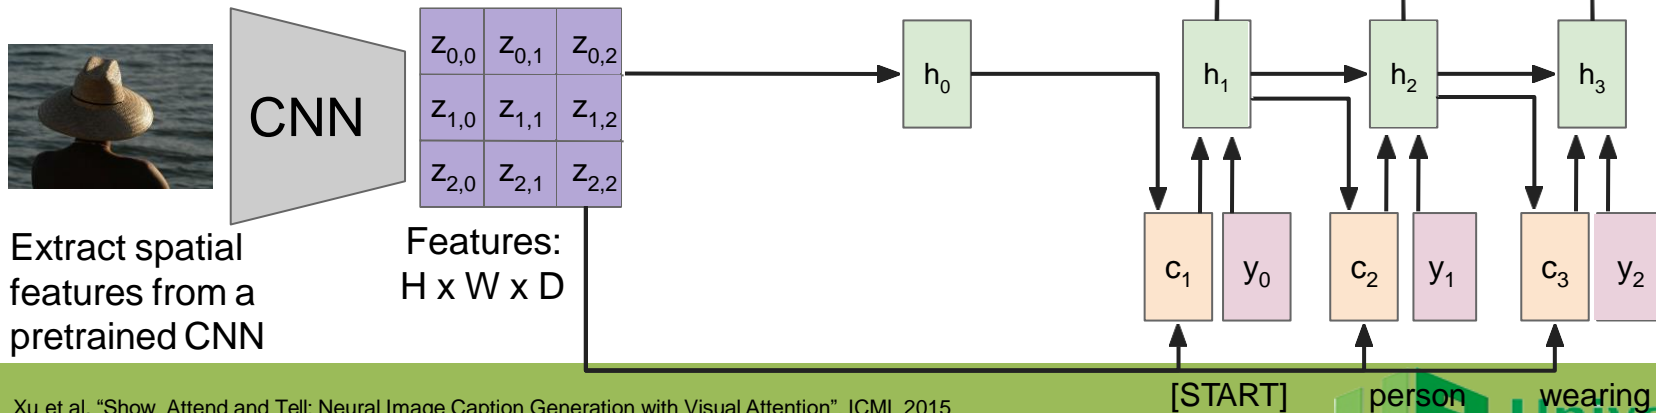 CNN
z0,0 z0,1 z0,2
z1,0 z1,1 z1,2
z2,0 z2,1 z2,2
h0
h1
h2
h3
Extract spatial
features from a
pretrained CNN
Features:
H x W x D
c1
y0
c2
y1
c3
y2
[START]
person
wearing
Xu et al. "Show, Attend and Tell: Neural Image Caption Generation with Visual Attention", ICML 2015